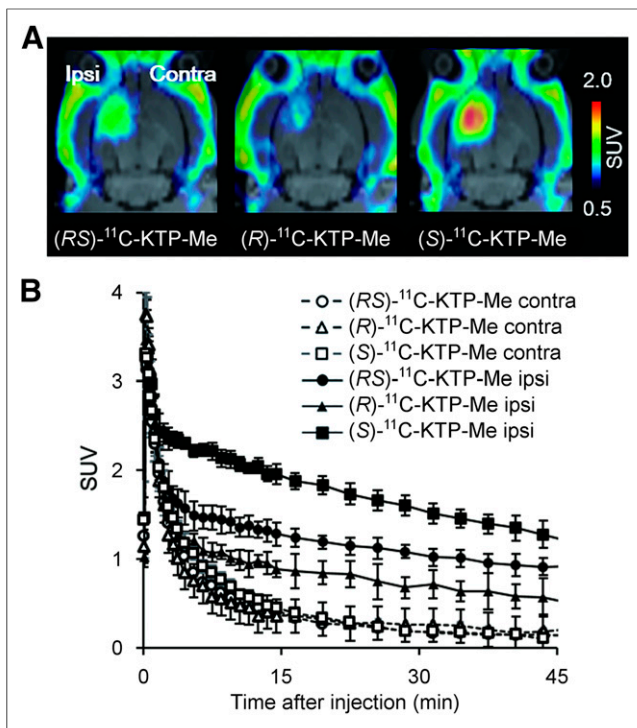 A
Ipsi
Contra
2.0
SUV
0.5
(RS)-¹¹C-KTP-Me
(R)-¹¹C-KTP-Me
(S)-¹¹C-KTP-Me
B
4
3
2
1
0
SUV
(RS)-¹¹C-KTP-Me contra
(R)-¹¹C-KTP-Me contra
(S)-¹¹C-KTP-Me contra
(RS)-¹¹C-KTP-Me ipsi
(R)-¹¹C-KTP-Me ipsi
(S)-¹¹C-KTP-Me ipsi
0
15
30
45
Time after injection (min)